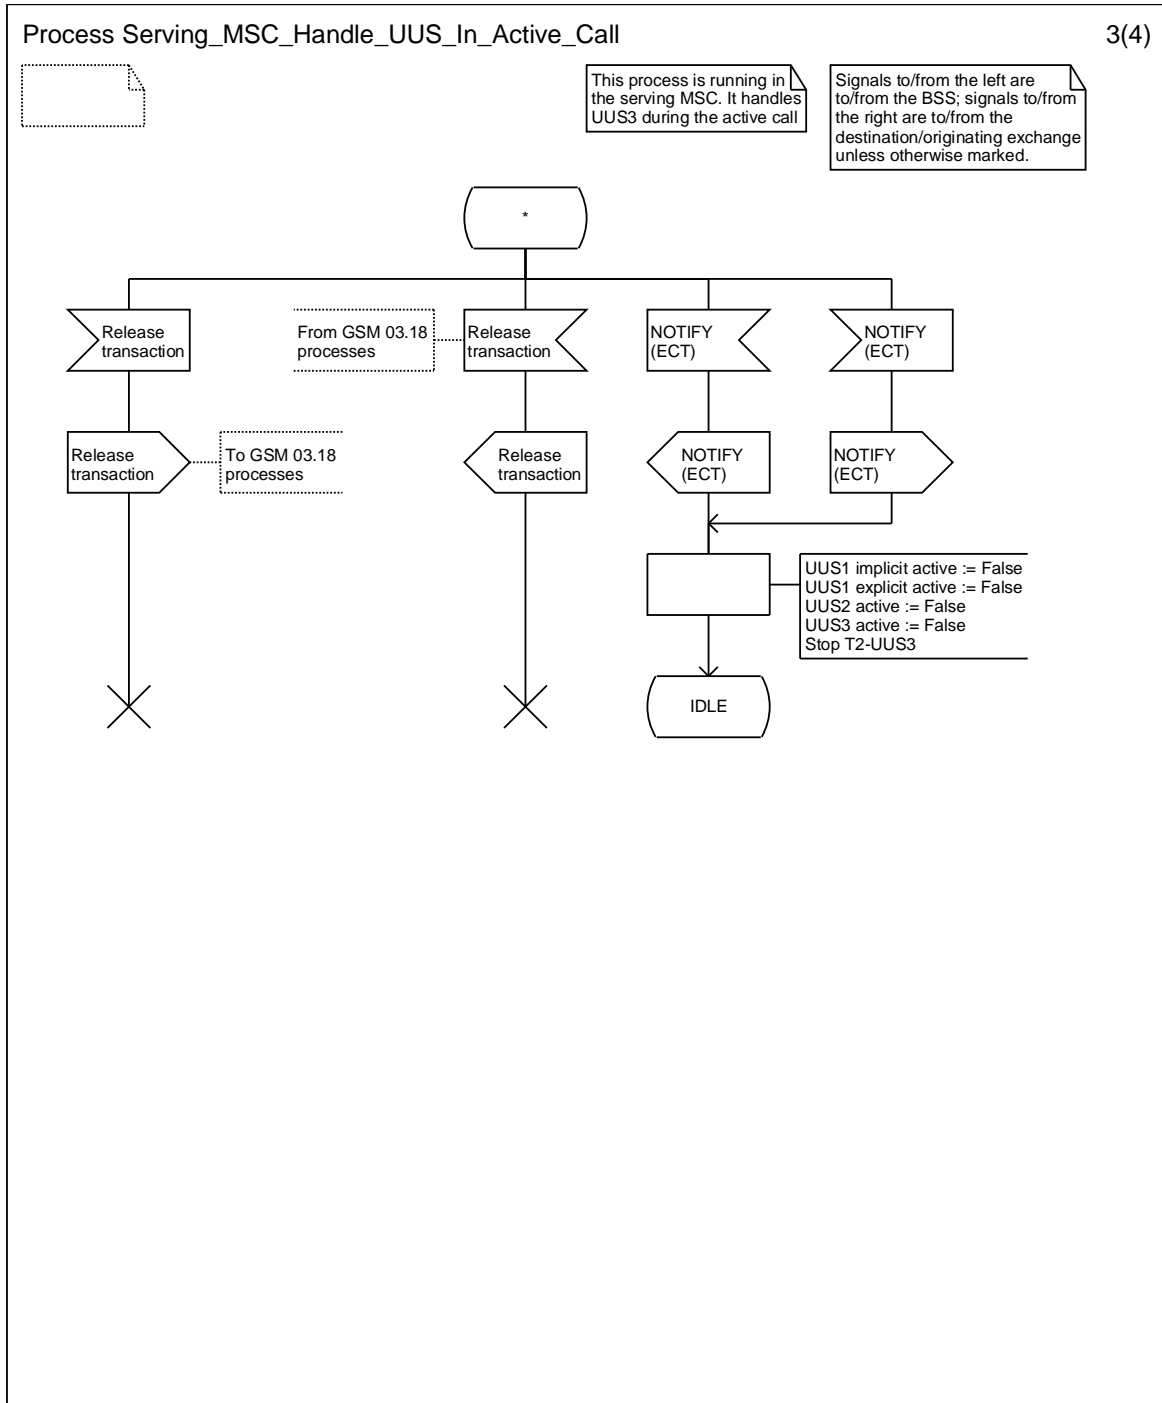 Process Serving_MSC_Handle_UUS_In_Active_Call
3(4)
This process is running in
the serving MSC. It handles
UUS3 during the active call
Signals to/from the left are
to/from the BSS; signals to/from
the right are to/from the
destination/originating exchange
unless otherwise marked.
*
Release
transaction
From GSM 03.18
processes
Release
transaction
NOTIFY
(ECT)
NOTIFY
(ECT)
Release
transaction
To GSM 03.18
processes
Release
transaction
NOTIFY
(ECT)
NOTIFY
(ECT)
UUS1 implicit active := False
UUS1 explicit active := False
UUS2 active := False
UUS3 active := False
Stop T2-UUS3
IDLE